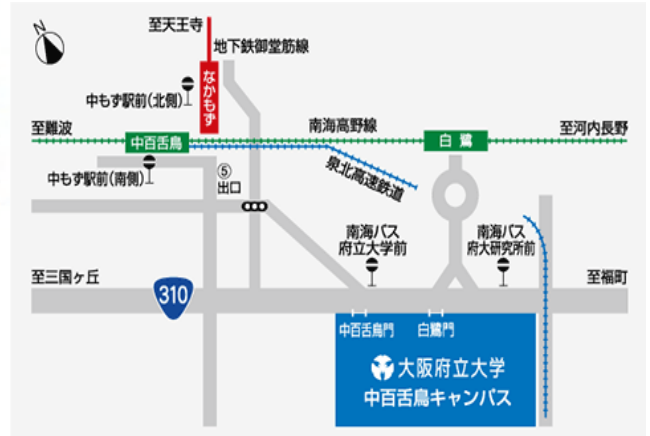 N
至天王寺
地下鉄御堂筋線
なかもず
中もず駅前(北側)
至難波
南海高野線
至河内長野
中百舌鳥
白鷺
中もず駅前(南側)
⑤
出口
泉北高速鉄道
南海バス
府立大学前
南海バス
府大研究所前
至三国ヶ丘
310
至福町
中百舌鳥門
白鷺門
大阪府立大学
中百舌鳥キャンパス